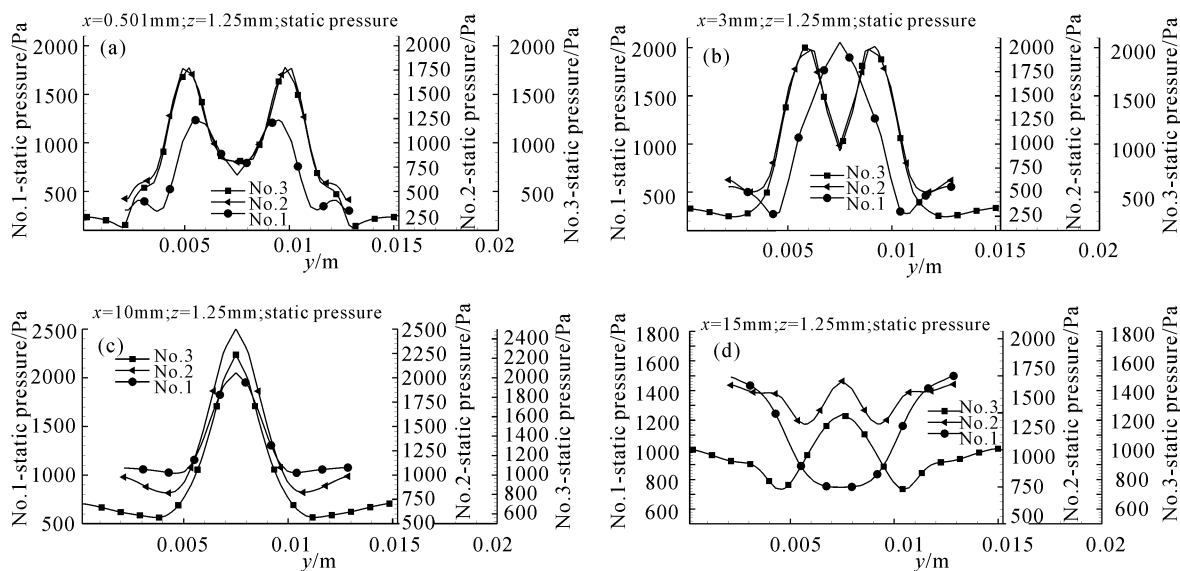 x=0.501mm;z=1.25mm;static pressure
(a)
No.1-static pressure/Pa
2000
1500
1000
500
2000
1750
1500
1250
1000
750
500
250
No.2-static pressure/Pa
2000
1500
1000
500
No.3-static pressure/Pa
No.3
No.2
No.1
0.005
0.01
0.015
0.02
y/m
x=3mm;z=1.25mm;static pressure
(b)
No.1-static pressure/Pa
2000
1500
1000
500
2000
1750
1500
1250
1000
750
500
250
No.2-static pressure/Pa
2000
1500
1000
500
No.3-static pressure/Pa
No.3
No.2
No.1
0.005
0.01
0.015
0.02
y/m
x=10mm;z=1.25mm;static pressure
(c)
No.1-static pressure/Pa
2500
2000
1500
1000
500
2500
2250
2000
1750
1500
1250
1000
750
500
No.2-static pressure/Pa
2400
2200
2000
1800
1600
1400
1200
1000
800
600
No.3-static pressure/Pa
No.3
No.2
No.1
0.005
0.01
0.015
0.02
y/m
x=15mm;z=1.25mm;static pressure
(d)
No.1-static pressure/Pa
1800
1600
1400
1200
1000
800
600
2000
1750
1500
1250
1000
750
500
No.2-static pressure/Pa
1800
1600
1400
1200
1000
800
600
No.3-static pressure/Pa
No.3
No.2
No.1
0.005
0.01
0.015
0.02
y/m